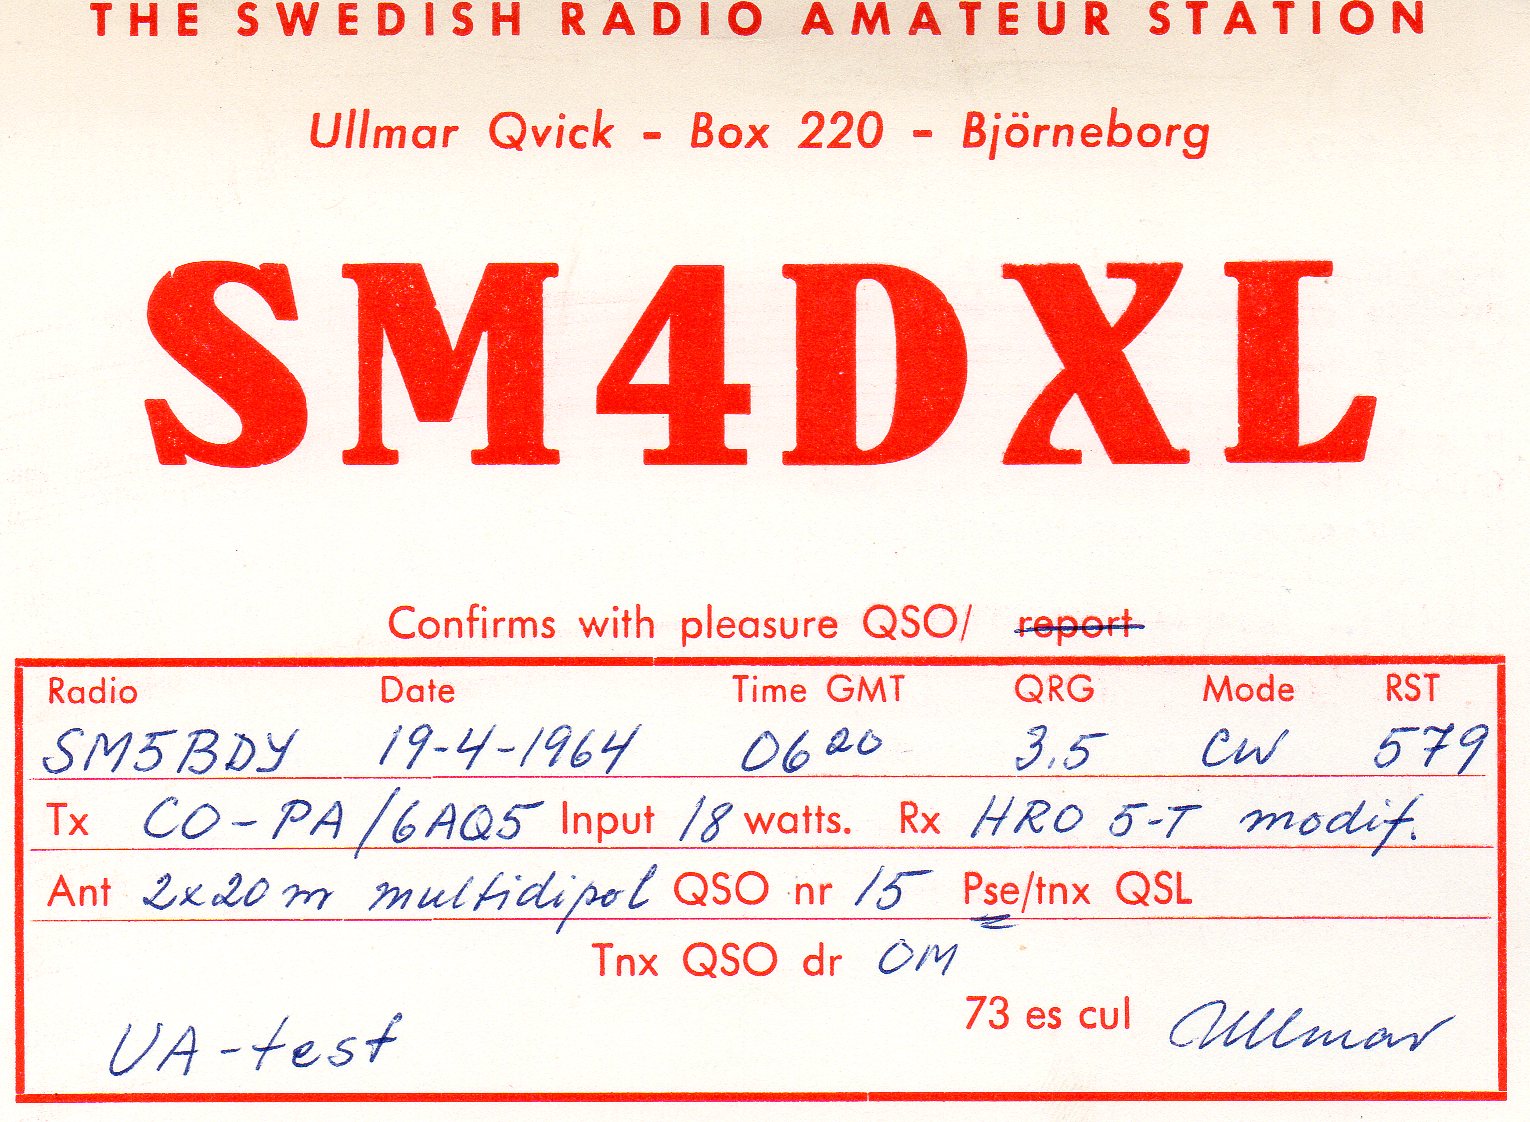 THE SWEDISH RADIO AMATEUR STATION
Ullmar Qvick - Box 220 - Björneborg
SM4DXL
Confirms with pleasure QSO/ report
Radio Date Time GMT QRG Mode RST
SM5BDY 19-4-1964 0620 3.5 CW 579
Tx CO-PA/6AQ5 Input 18 watts. Rx HRO 5-T modif.
Ant 2x20 m multidipol QSO nr 15 Pse/tnx QSL
Tnx QSO dr OM
73 es cul Ullmar
UA-test